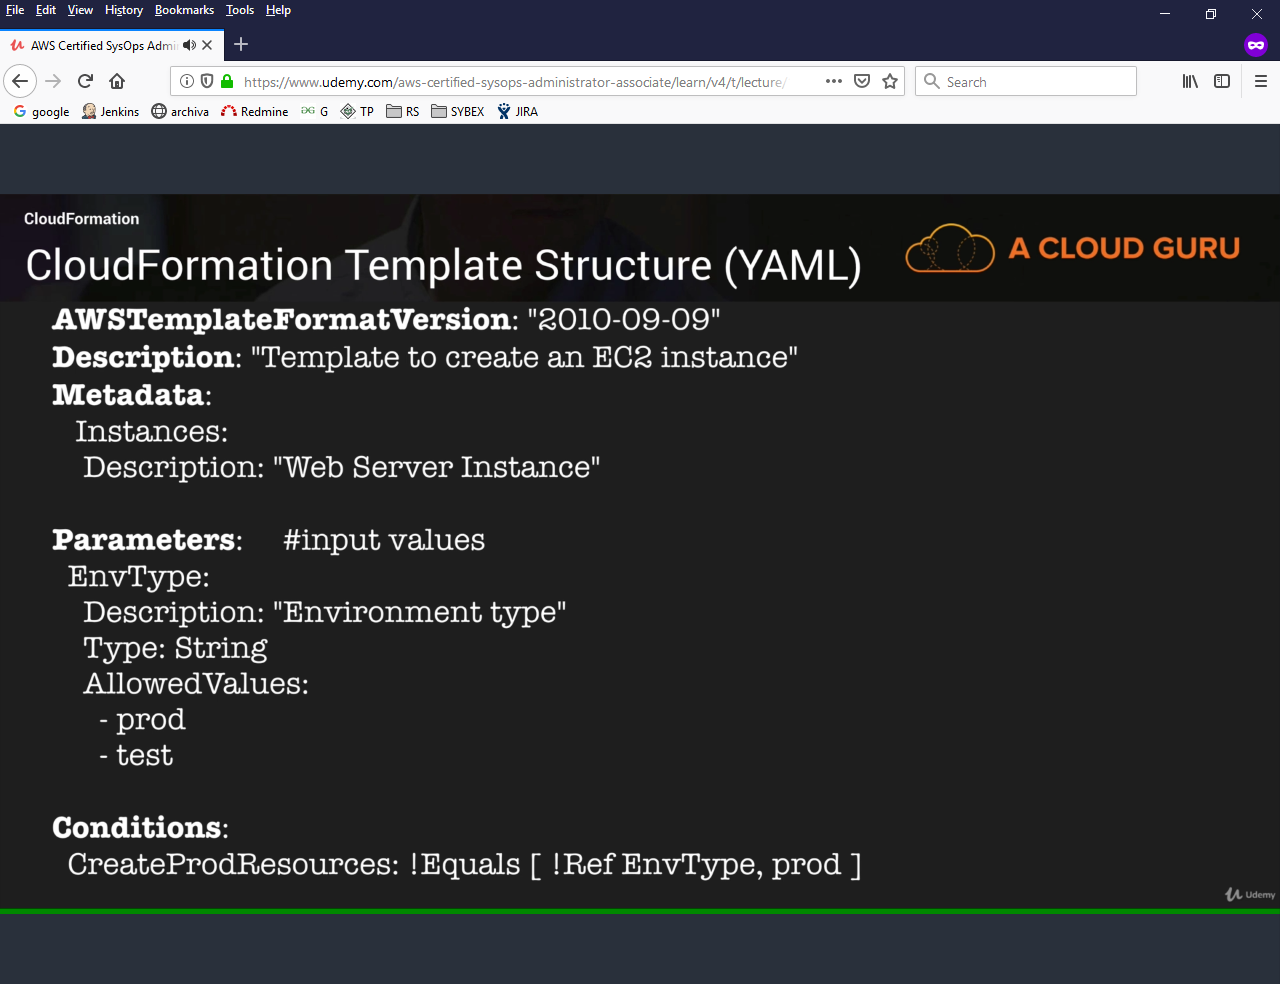 File Edit View History Bookmarks Tools Help
AWS Certified SysOps Admi
https://www.udemy.com/aws-certified-sysops-administrator-associate/learn/v4/t/lecture/
Search
google Jenkins archiva Redmine G TP RS SYBEX JIRA
CloudFormation
CloudFormation Template Structure (YAML)
A CLOUD GURU
AWSTemplateFormatVersion: "2010-09-09"
Description: "Template to create an EC2 instance"
Metadata:
Instances:
Description: "Web Server Instance"
Parameters: #input values
EnvType:
Description: "Environment type"
Type: String
AllowedValues:
- prod
- test
Conditions:
CreateProdResources: !Equals [ !Ref EnvType, prod ]
Udemy